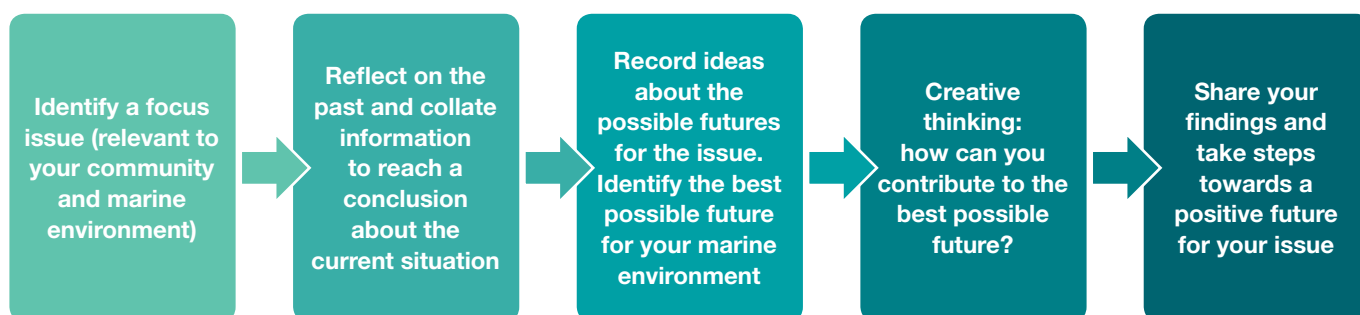 Identify a focus
issue (relevant to
your community
and marine
environment)
Reflect on the
past and collate
information
to reach a
conclusion
about the
current situation
Record ideas
about the
possible futures
for the issue.
Identify the best
possible future
for your marine
environment
Creative
thinking:
how can you
contribute to the
best possible
future?
Share your
findings and
take steps
towards a
positive future
for your issue